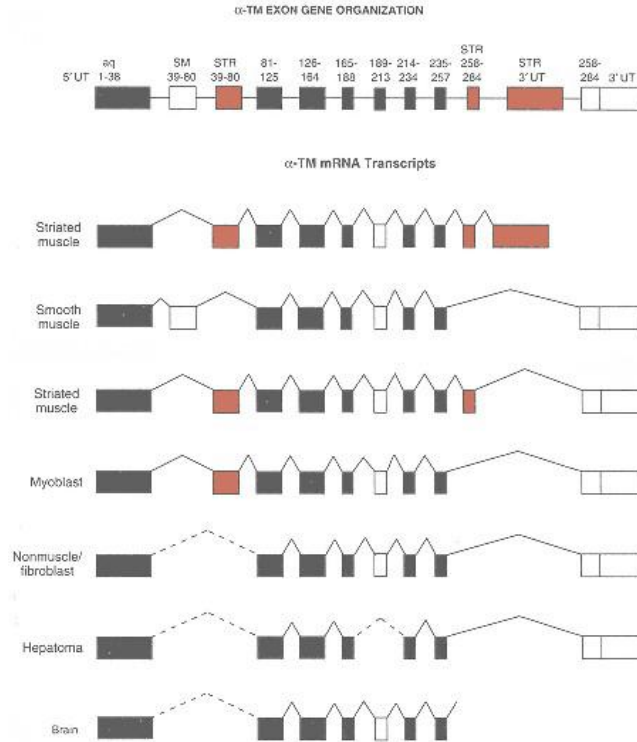 α-TM EXON GENE ORGANIZATION
5' UT
aq
1-38
SM
39-80
STR
39-80
81-
125
126-
164
165-
188
189-
213
214-
234
235-
257
STR
258-
284
STR
3' UT
258-
284
3' UT
α-TM mRNA Transcripts
Striated
muscle
Smooth
muscle
Striated
muscle
Myoblast
Nonmuscle/
fibroblast
Hepatoma
Brain